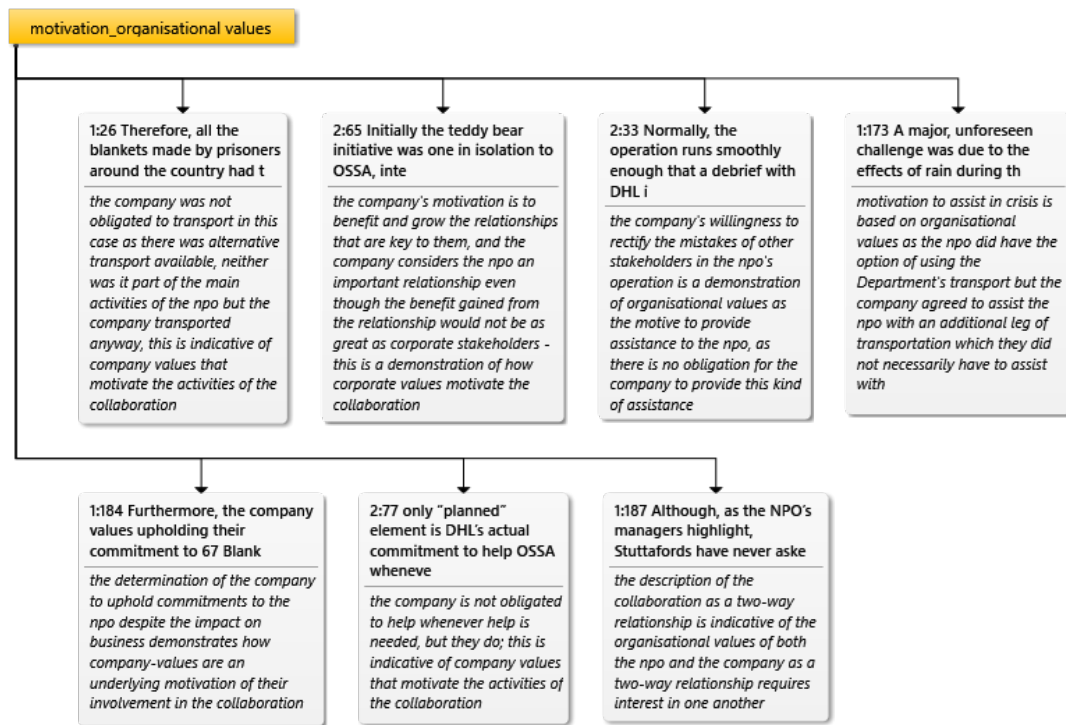 motivation_organisational values
1:26 Therefore, all the
blankets made by prisoners
around the country had t
the company was not
obligated to transport in this
case as there was alternative
transport available, neither
was it part of the main
activities of the npo but the
company transported
anyway, this is indicative of
company values that
motivate the activities of the
collaboration
2:65 Initially the teddy bear
initiative was one in isolation to
OSSA, inte
the company's motivation is to
benefit and grow the relationships
that are key to them, and the
company considers the npo an
important relationship even
though the benefit gained from
the relationship would not be as
great as corporate stakeholders -
this is a demonstration of how
corporate values motivate the
collaboration
2:33 Normally, the
operation runs smoothly
enough that a debrief with
DHL i
the company's willingness to
rectify the mistakes of other
stakeholders in the npo's
operation is a demonstration
of organisational values as
the motive to provide
assistance to the npo, as
there is no obligation for the
company to provide this kind
of assistance
1:173 A major, unforeseen
challenge was due to the
effects of rain during th
motivation to assist in crisis is
based on organisational
values as the npo did have the
option of using the
Department's transport but the
company agreed to assist the
npo with an additional leg of
transportation which they did
not necessarily have to assist
with
1:184 Furthermore, the company
values upholding their
commitment to 67 Blank
the determination of the company
to uphold commitments to the
npo despite the impact on
business demonstrates how
company-values are an
underlying motivation of their
involvement in the collaboration
2:77 only "planned"
element is DHL's actual
commitment to help OSSA
wheneve
the company is not obligated
to help whenever help is
needed, but they do; this is
indicative of company values
that motivate the activities of
the collaboration
1:187 Although, as the NPO's
managers highlight,
Stuttafords have never aske
the description of the
collaboration as a two-way
relationship is indicative of the
organisational values of both
the npo and the company as a
two-way relationship requires
interest in one another